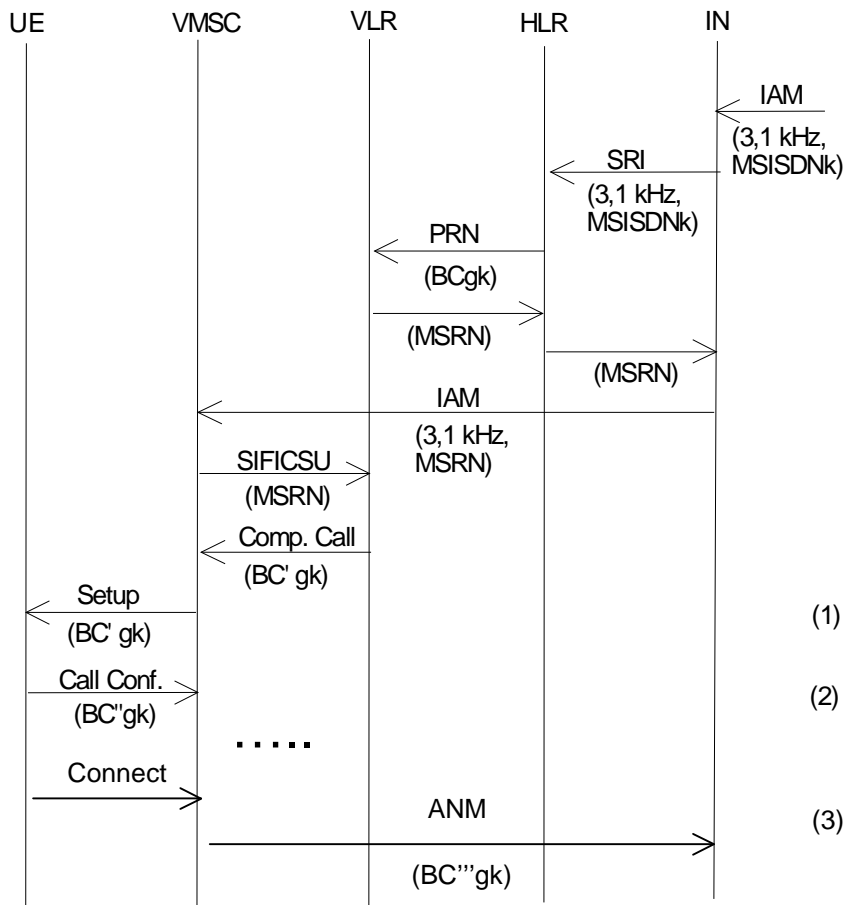 UE VMSC VLR HLR IN
IAM
(3,1 kHz,
MSISDNk)
SRI
(3,1 kHz,
MSISDNk)
PRN
(BCgk)
(MSRN)
(MSRN)
IAM
(3,1 kHz,
MSRN)
SIFICSU
(MSRN)
Comp. Call
(BC' gk)
Setup
(BC' gk)
(1)
Call Conf.
(BC"gk)
(2)
.....
Connect
ANM
(3)
(BC'''gk)